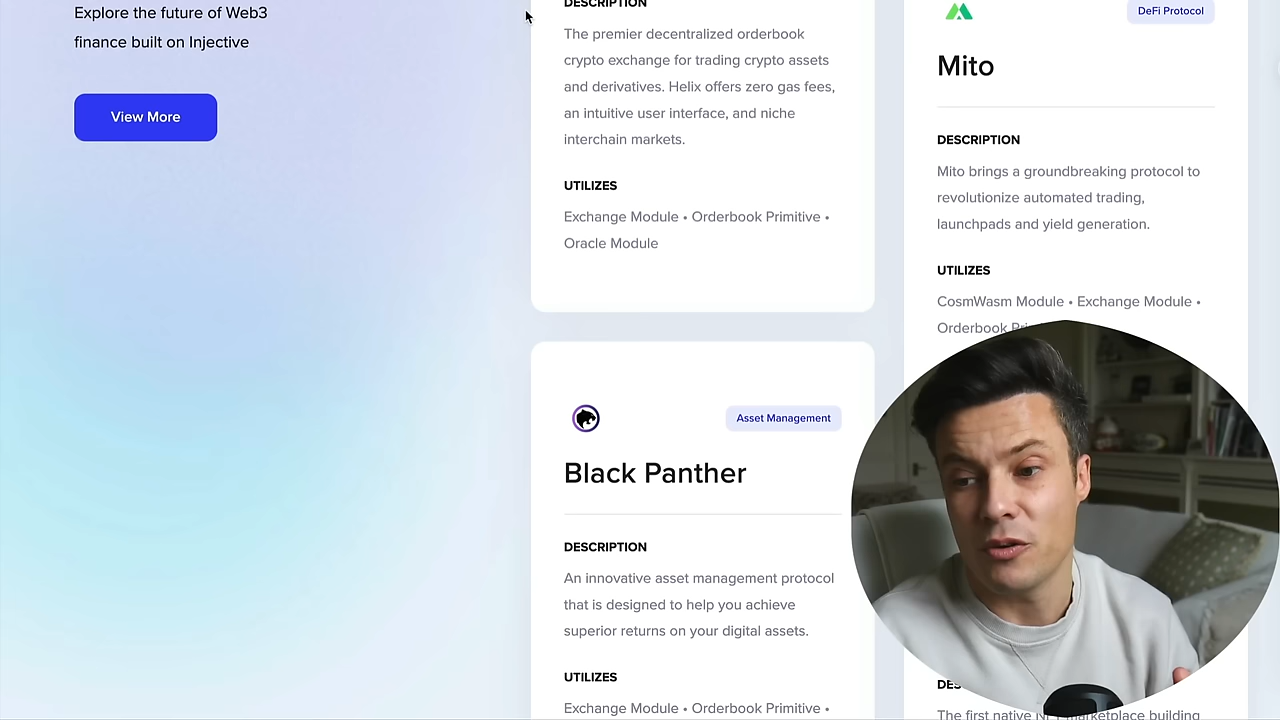 Explore the future of Web3
finance built on Injective
View More
DESCRIPTION
The premier decentralized orderbook
crypto exchange for trading crypto assets
and derivatives. Helix offers zero gas fees,
an intuitive user interface, and niche
interchain markets.
UTILIZES
Exchange Module • Orderbook Primitive •
Oracle Module
Asset Management
Black Panther
DESCRIPTION
An innovative asset management protocol
that is designed to help you achieve
superior returns on your digital assets.
UTILIZES
Exchange Module • Orderbook Primitive •
DeFi Protocol
Mito
DESCRIPTION
Mito brings a groundbreaking protocol to
revolutionize automated trading,
launchpads and yield generation.
UTILIZES
CosmWasm Module • Exchange Module •
Orderbook
The first native marketplace building